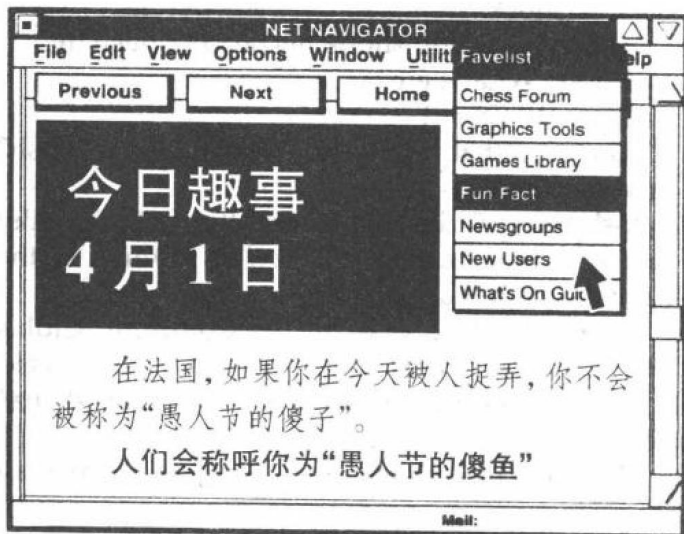 NET NAVIGATOR
File Edit View Options Window
Previous Next Home
Favelist
Chess Forum
Graphics Tools
Games Library
Fun Fact
Newsgroups
New Users
What's On
今日趣事
4月1日
在法国，如果你在今天被人捉弄，你不会
被称为“愚人节的傻子”。
人们会称呼你为“愚人节的傻鱼”
Mail: